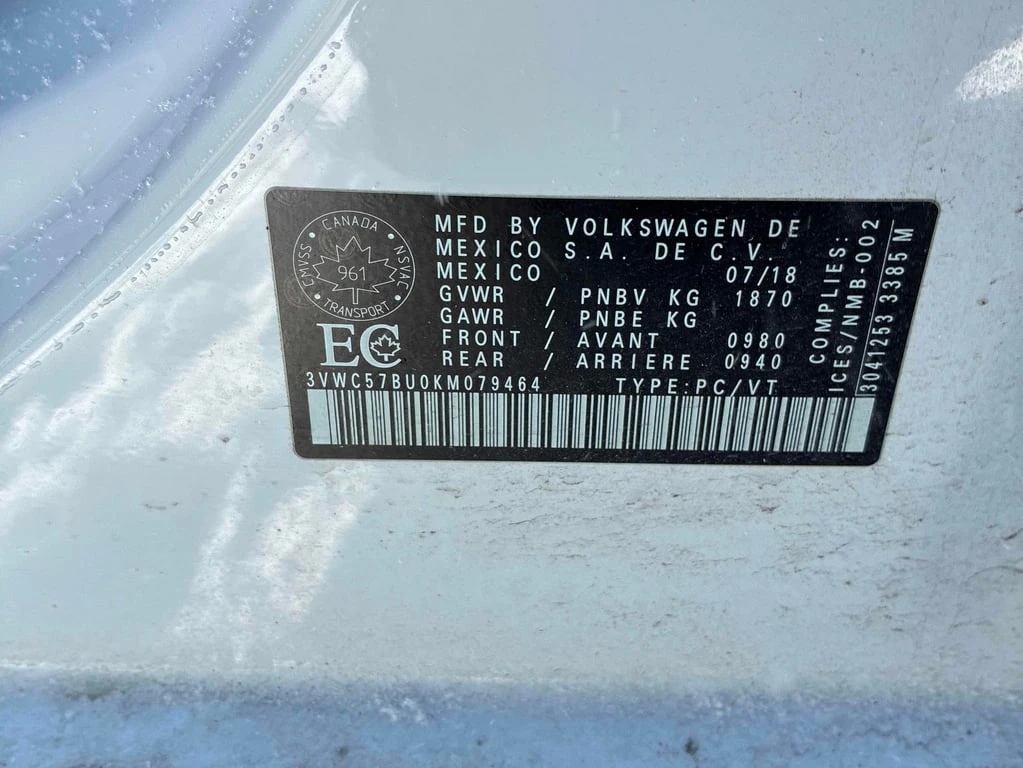 CANADA
CMVSS NSVAC
961
TRANSPORT
EC
MFD BY VOLKSWAGEN DE
MEXICO S.A. DE C.V.
MEXICO 07/18
GVWR / PNBV KG 1870
GAWR / PNBE KG
FRONT / AVANT 0980
REAR / ARRIERE 0940
3VWC57BU0KM079464 TYPE:PC/VT
COMPLIES:
ICES/NMB-002
3041253 3385 M